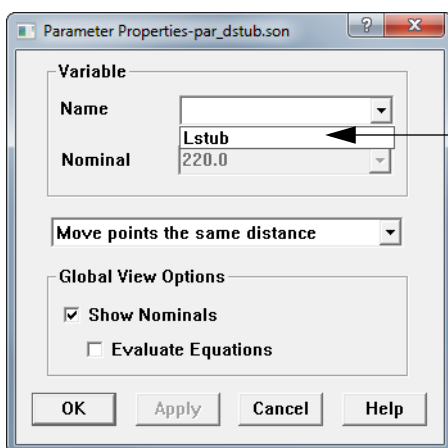 Parameter Properties-par_dstub.son
Variable
Name
Lstub
Nominal 220.0
Move points the same distance
Global View Options
Show Nominals
Evaluate Equations
OK Apply Cancel Help